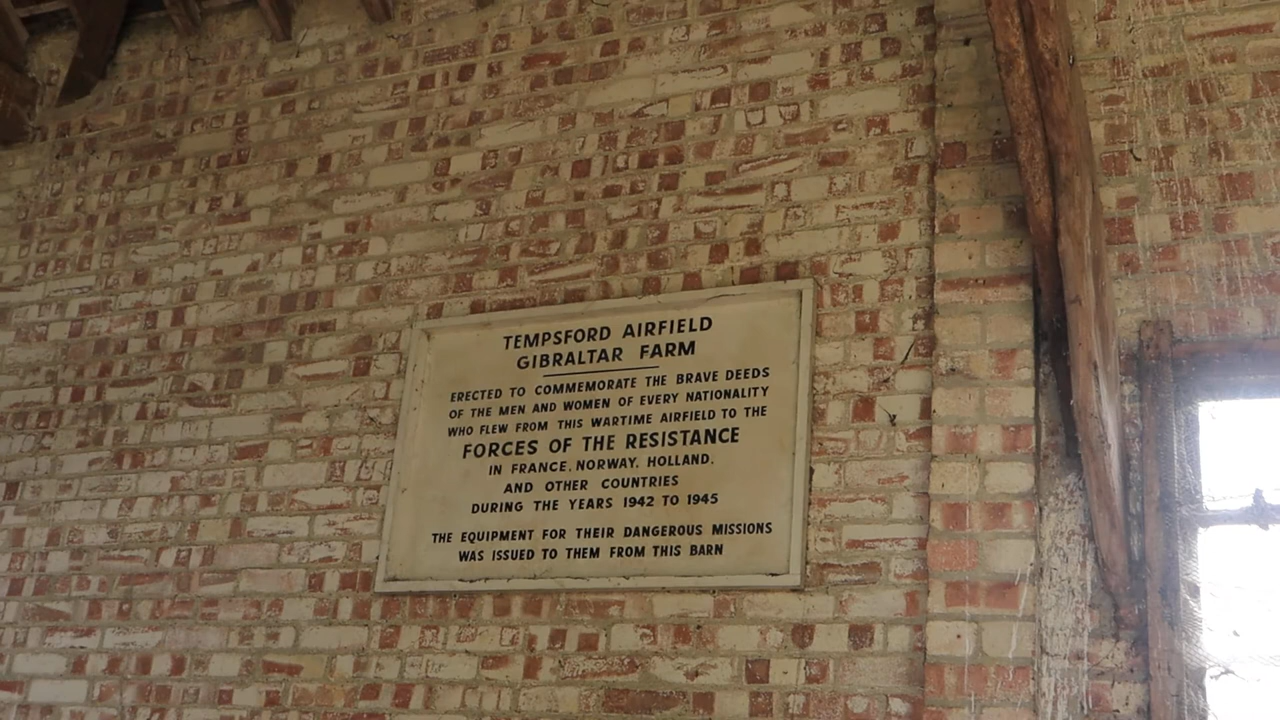 TEMPSFORD AIRFIELD
GIBRALTAR FARM
ERECTED TO COMMEMORATE THE BRAVE DEEDS
OF THE MEN AND WOMEN OF EVERY NATIONALITY
WHO FLEW FROM THIS WARTIME AIRFIELD TO THE
FORCES OF THE RESISTANCE
IN FRANCE, NORWAY, HOLLAND,
AND OTHER COUNTRIES
DURING THE YEARS 1942 TO 1945
THE EQUIPMENT FOR THEIR DANGEROUS MISSIONS
WAS ISSUED TO THEM FROM THIS BARN